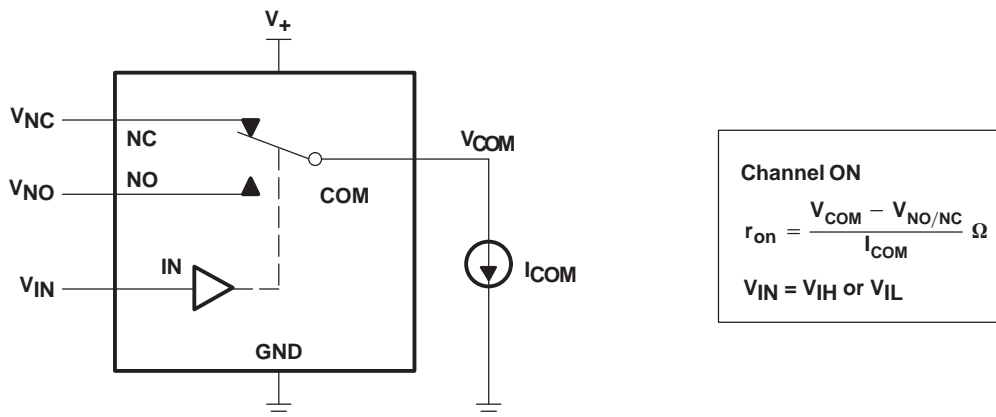 V+
VNC
NC
VCOM
VNO
NO
COM
IN
VIN
ICOM
GND
Channel ON
ron = VCOM − VNO/NC / ICOM Ω
VIN = VIH or VIL